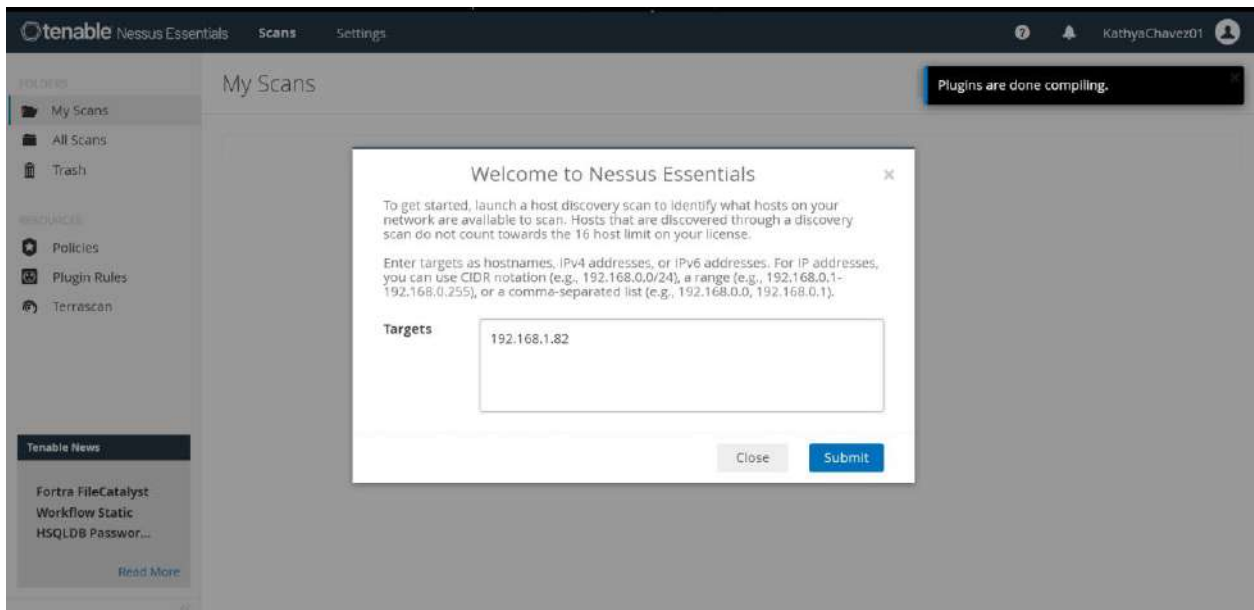 tenable Nessus Essentials Scans Settings KathyaChavez01
FOLDERS
My Scans
All Scans
Trash
RESOURCES
Policies
Plugin Rules
Terrascan
Tenable News
Fortra FileCatalyst
Workflow Static
HSQLDB Passwor...
Read More
My Scans
Plugins are done compiling.
Welcome to Nessus Essentials
To get started, launch a host discovery scan to identify what hosts on your
network are available to scan. Hosts that are discovered through a discovery
scan do not count towards the 16 host limit on your license.
Enter targets as hostnames, IPv4 addresses, or IPv6 addresses. For IP addresses,
you can use CIDR notation (e.g., 192.168.0.0/24), a range (e.g., 192.168.0.1-
192.168.0.255), or a comma-separated list (e.g., 192.168.0.0, 192.168.0.1).
Targets
192.168.1.82
Close Submit